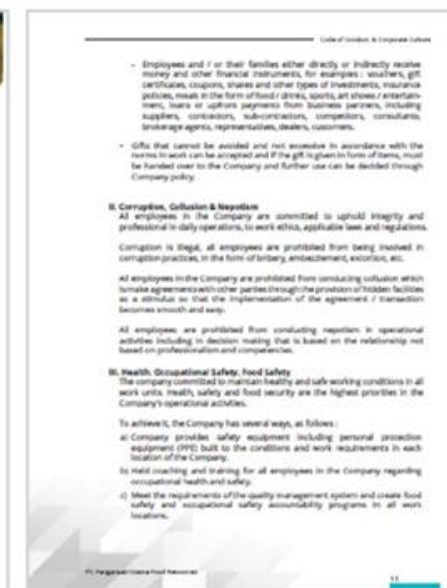 Code of Conduct & Corporate Culture
- Employees and / or their families either directly or indirectly receive
money and other financial instruments, for examples : vouchers, gift
certificates, coupons, shares and other types of investments, insurance
policies, meals in the form of food / drinks, sports, art shows / entertain-
ment, loans or upfront payments from business partners, including
suppliers, contractors, sub-contractors, competitors, consultants,
brokerage agents, representatives, dealers, customers.
• Gifts that cannot be avoided and not excessive in accordance with the
norms in work can be accepted and if the gift is given in form of items, must
be handed over to the Company and further use can be decided through
Company policy.
II. Corruption, Collusion & Nepotism
All employees in the Company are committed to uphold integrity and
professional in daily operations, to work ethics, applicable laws and regulations.
Corruption is illegal, all employees are prohibited from being involved in
corruption practices, in the form of bribery, embezzlement, extortion, etc.
All employees in the Company are prohibited from conducting collusion which
is make agreements with other parties through the provision of hidden facilities
as a stimulus so that the implementation of the agreement / transaction
becomes smooth and easy.
All employees are prohibited from conducting nepotism in operational
activities including in decision making that is based on the relationship not
based on professionalism and competencies.
III. Health, Occupational Safety, Food Safety
The company committed to maintain healthy and safe working conditions in all
work units. Health, safety and food security are the highest priorities in the
Company's operational activities.
To achieve it, the Company has several ways, as follows :
a) Company provides safety equipment including personal protection
equipment (PPE) built to the conditions and work requirements in each
location of the Company.
b) Held coaching and training for all employees in the Company regarding
occupational health and safety.
c) Meet the requirements of the quality management system and create food
safety and occupational safety accountability programs in all work
locations.
PT. Food Resources